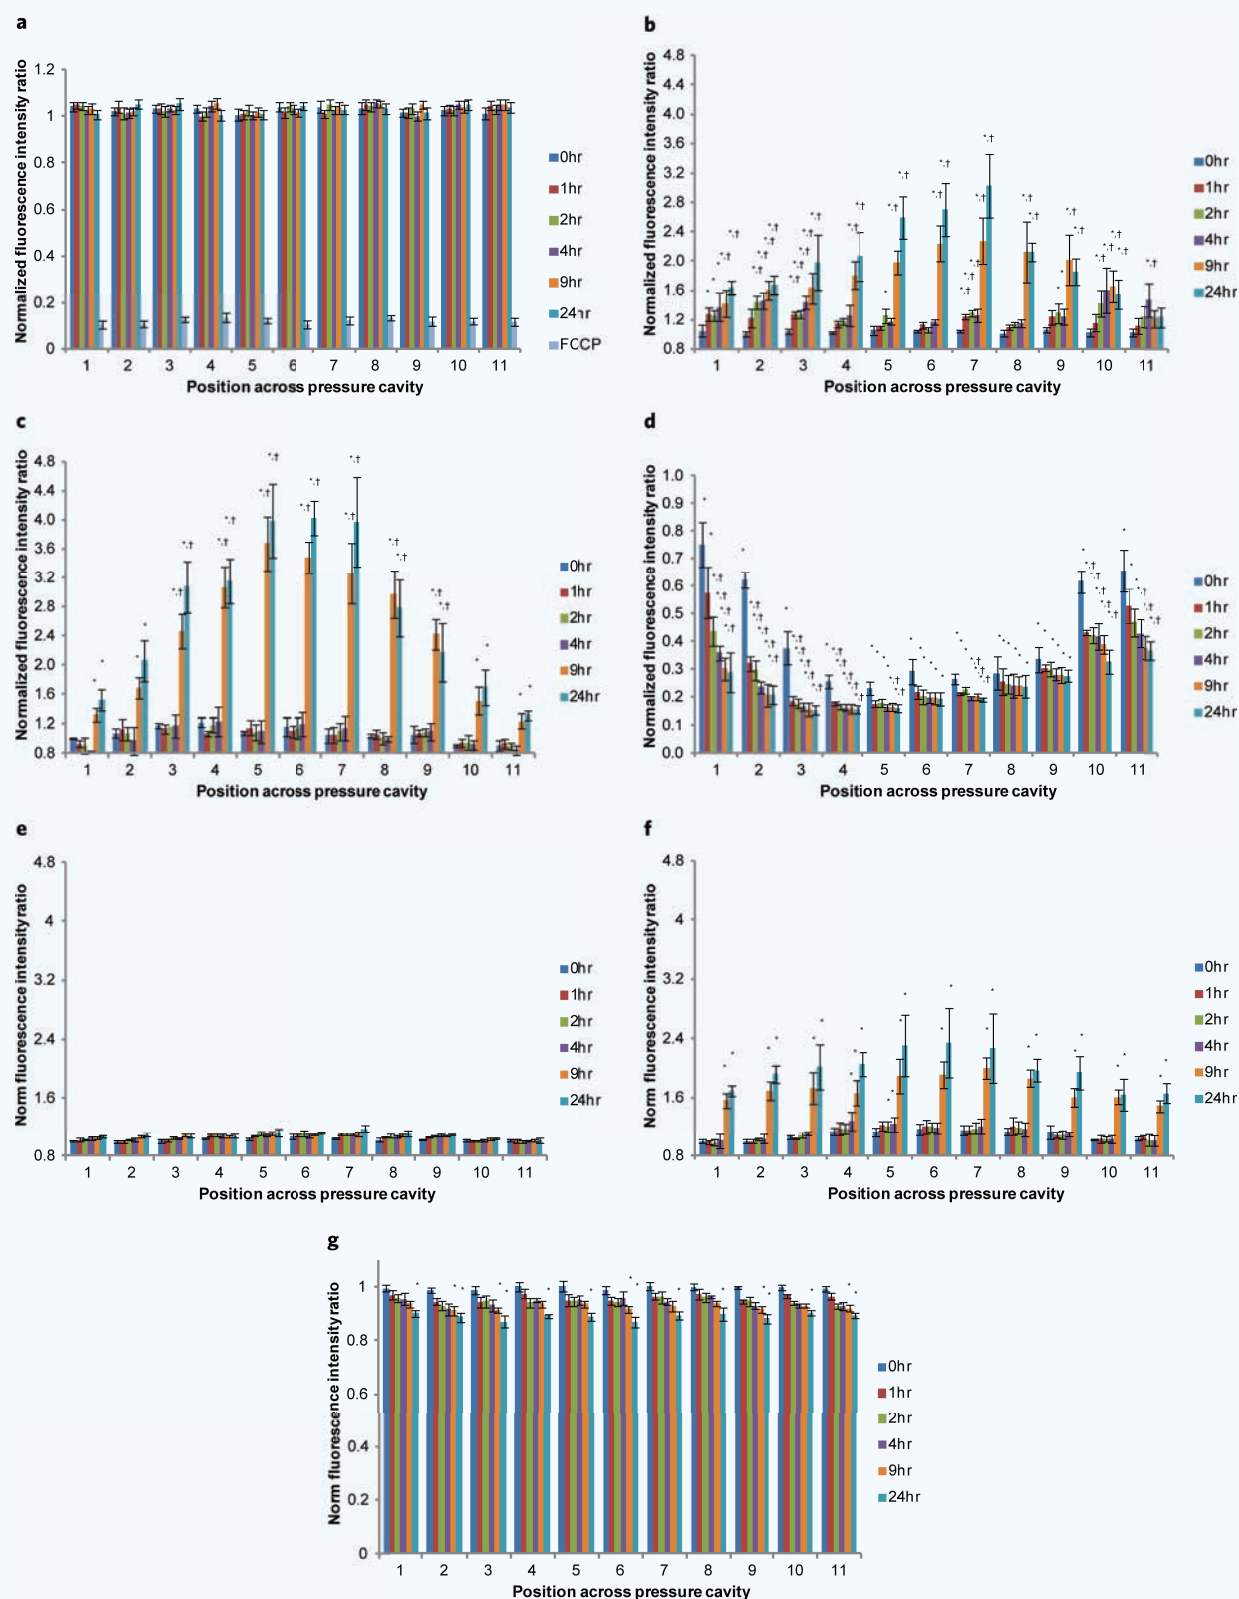 a
Normalized fluorescence intensity ratio
1.2
1
0.8
0.6
0.4
0.2
0
1 2 3 4 5 6 7 8 9 10 11
Position across pressure cavity
0hr
1hr
2hr
4hr
9hr
24hr
FCCP
b
Normalized fluorescence intensity ratio
4.8
4.4
4.0
3.6
3.2
2.8
2.4
2.0
1.6
1.2
0.8
1 2 3 4 5 6 7 8 9 10 11
Position across pressure cavity
0hr
1hr
2hr
4hr
9hr
24hr
c
Normalized fluorescence intensity ratio
4.8
4.4
4.0
3.6
3.2
2.8
2.4
2.0
1.6
1.2
0.8
1 2 3 4 5 6 7 8 9 10 11
Position across pressure cavity
0hr
1hr
2hr
4hr
9hr
24hr
d
Normalized fluorescence intensity ratio
1.0
0.9
0.8
0.7
0.6
0.5
0.4
0.3
0.2
0.1
0.0
1 2 3 4 5 6 7 8 9 10 11
Position across pressure cavity
0hr
1hr
2hr
4hr
9hr
24hr
e
Norm fluorescence intensity ratio
4.8
4
3.2
2.4
1.6
0.8
1 2 3 4 5 6 7 8 9 10 11
Position across pressure cavity
0hr
1hr
2hr
4hr
9hr
24hr
f
Norm fluorescence intensity ratio
4.8
4
3.2
2.4
1.6
0.8
1 2 3 4 5 6 7 8 9 10 11
Position across pressure cavity
0hr
1hr
2hr
4hr
9hr
24hr
g
Norm fluorescence intensity ratio
1
0.8
0.6
0.4
0.2
0
1 2 3 4 5 6 7 8 9 10 11
Position across pressure cavity
0hr
1hr
2hr
4hr
9hr
24hr